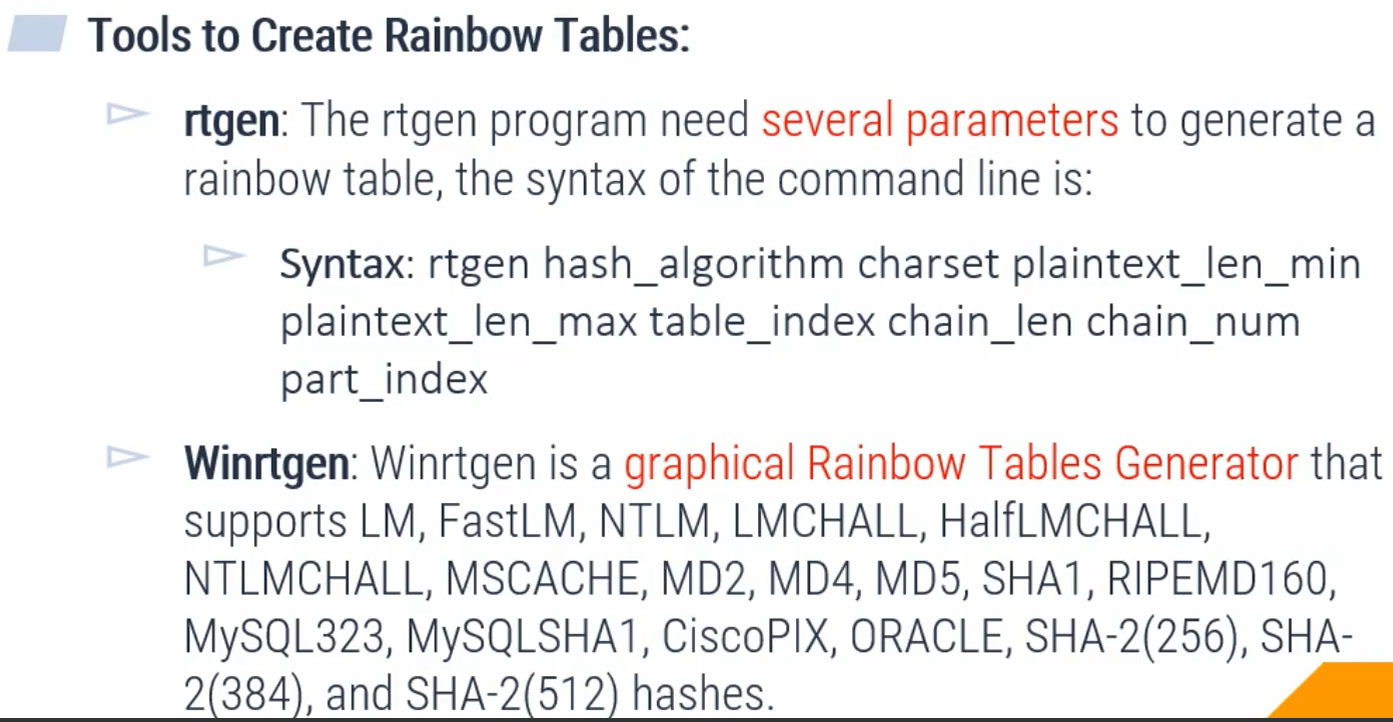 Tools to Create Rainbow Tables:
rtgen: The rtgen program need several parameters to generate a
rainbow table, the syntax of the command line is:
Syntax: rtgen hash_algorithm charset plaintext_len_min
plaintext_len_max table_index chain_len chain_num
part_index
Winrtgen: Winrtgen is a graphical Rainbow Tables Generator that
supports LM, FastLM, NTLM, LMCHALL, HalfLMCHALL,
NTLMCHALL, MSCACHE, MD2, MD4, MD5, SHA1, RIPEMD160,
MySQL323, MySQLSHA1, CiscoPIX, ORACLE, SHA-2(256), SHA-
2(384), and SHA-2(512) hashes.